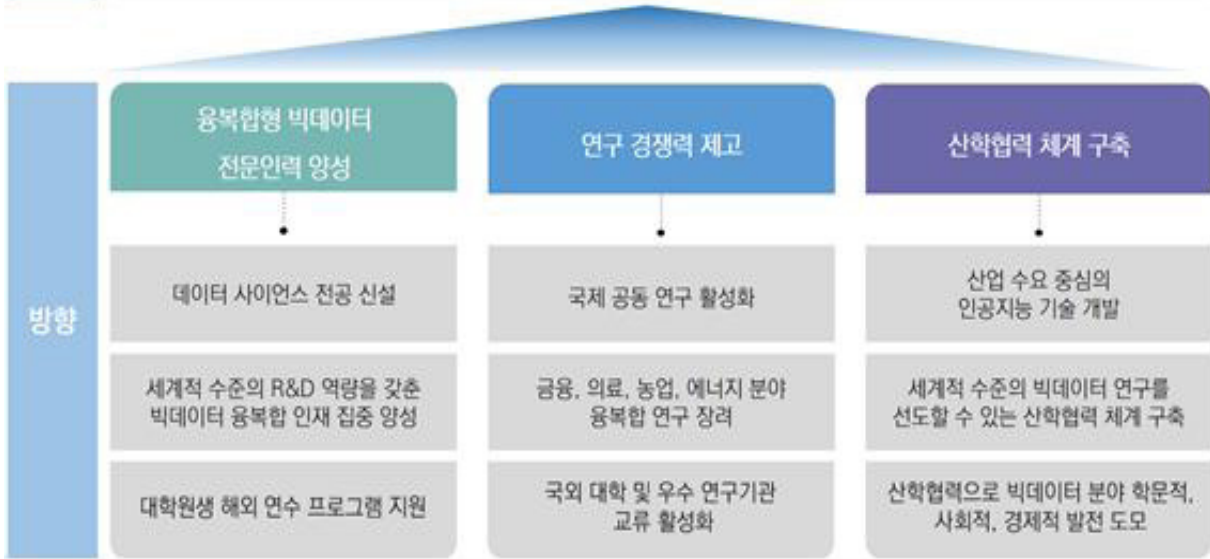 방향
융복합형 빅데이터
전문인력 양성
데이터 사이언스 전공 신설
세계적 수준의 R&D 역량을 갖춘
빅데이터 융복합 인재 집중 양성
대학원생 해외 연수 프로그램 지원
연구 경쟁력 제고
국제 공동 연구 활성화
금융, 의료, 농업, 에너지 분야
융복합 연구 장려
국외 대학 및 우수 연구기관
교류 활성화
산학협력 체계 구축
산업 수요 중심의
인공지능 기술 개발
세계적 수준의 빅데이터 연구를
선도할 수 있는 산학협력 체계 구축
산학협력으로 빅데이터 분야 학문적,
사회적, 경제적 발전 도모